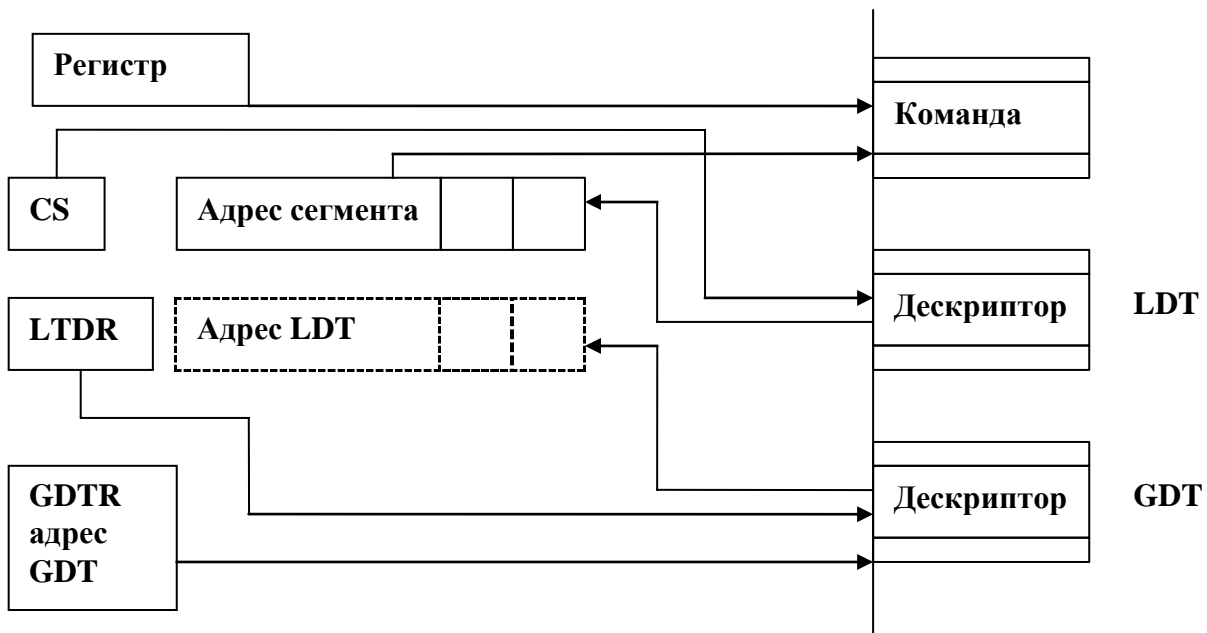 Регистр
Команда
CS
Адрес сегмента
Дескриптор
LDT
LTDR
Адрес LDT
GDTR
адрес
GDT
Дескриптор
GDT